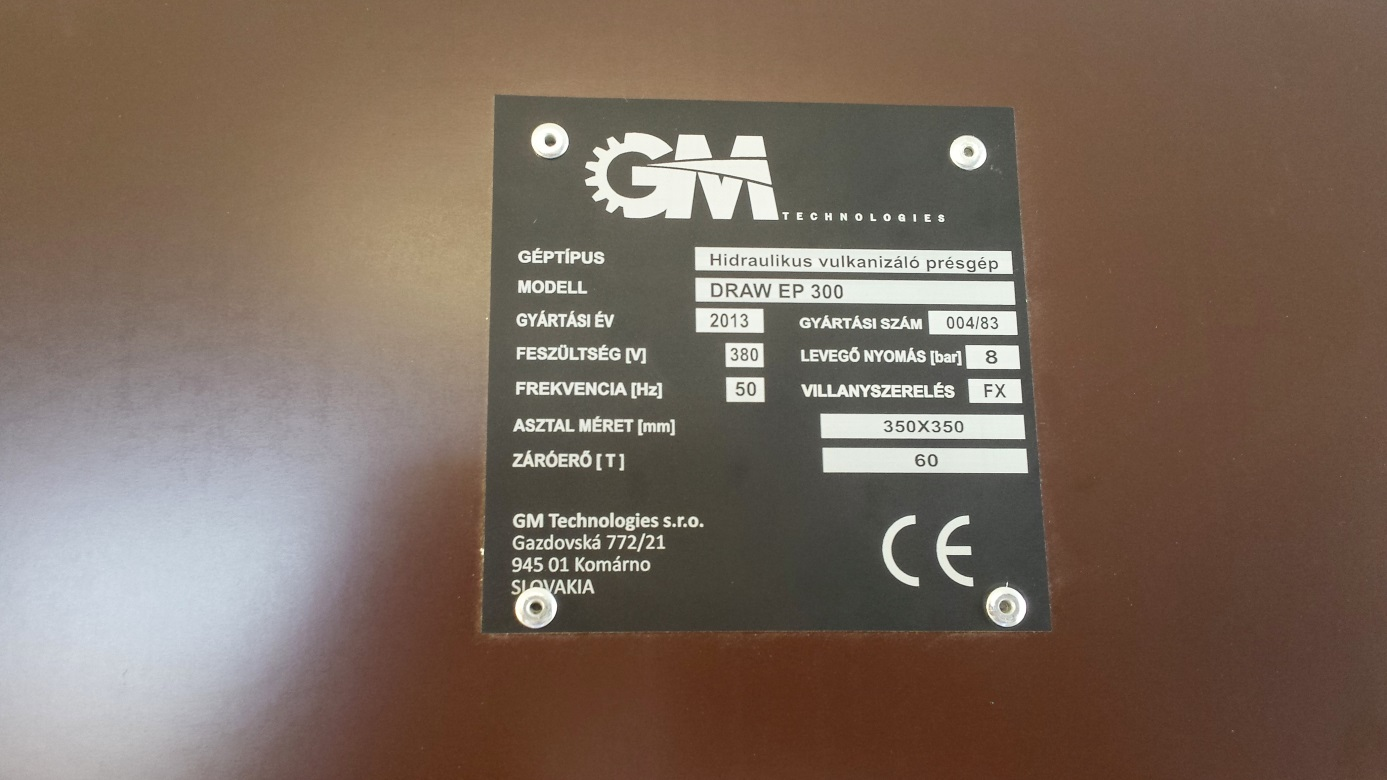 GM TECHNOLOGIES
GÉPTÍPUS Hidraulikus vulkanizáló présgép
MODELL DRAW EP 300
GYÁRTÁSI ÉV 2013 GYÁRTÁSI SZÁM 004/83
FESZÜLTSÉG [V] 380 LEVEGŐ NYOMÁS [bar] 8
FREKVENCIA [Hz] 50 VILLANYSZERELÉS FX
ASZTAL MÉRET [mm] 350X350
ZÁRÓERŐ [ T ] 60
GM Technologies s.r.o.
Gazdovská 772/21
945 01 Komárno
SLOVAKIA
CE